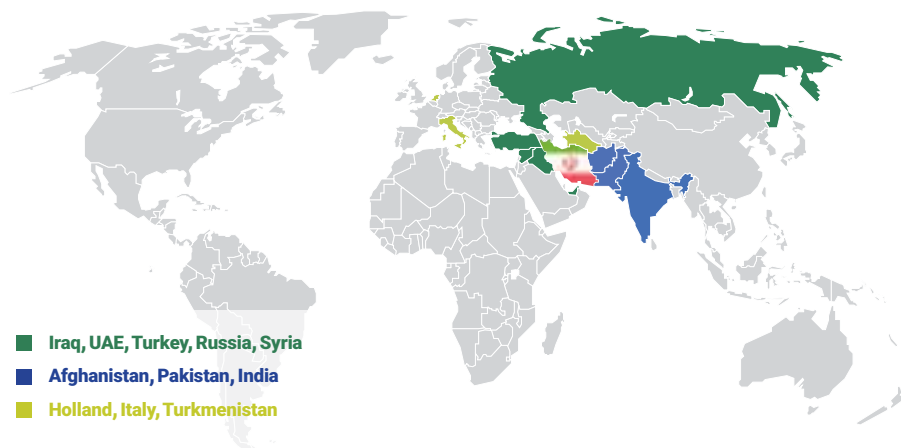 Iraq, UAE, Turkey, Russia, Syria
Afghanistan, Pakistan, India
Holland, Italy, Turkmenistan